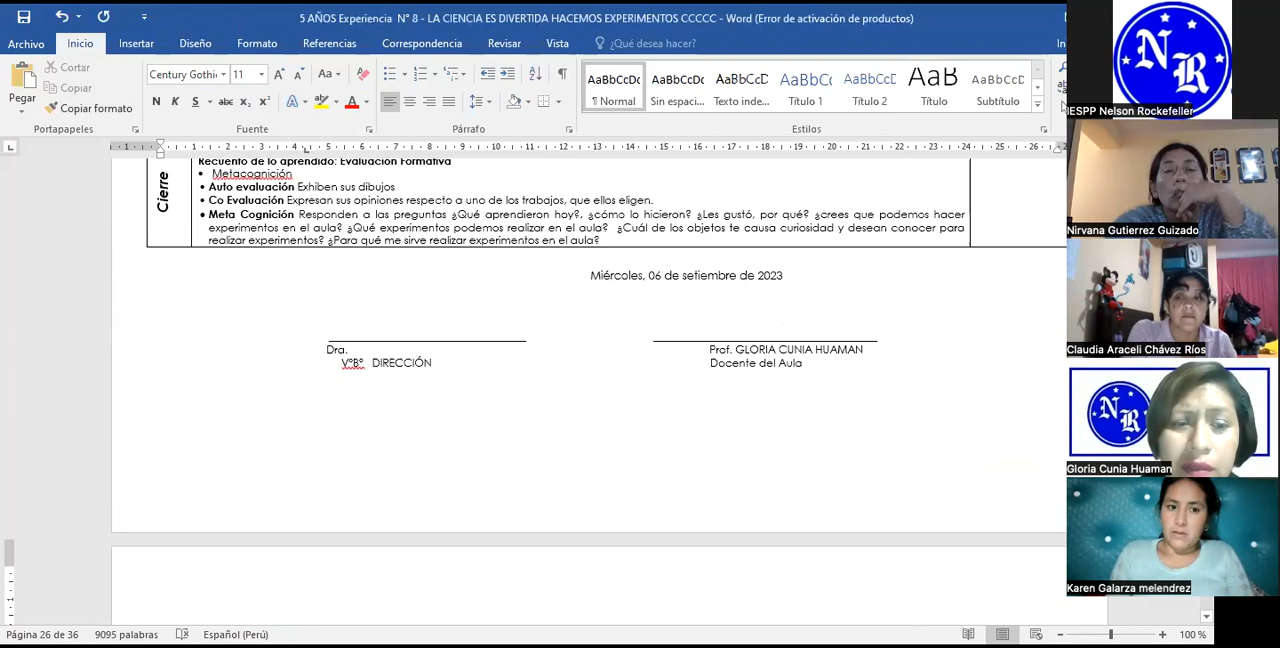 5 AÑOS Experiencia N° 8 - LA CIENCIA ES DIVERTIDA HACEMOS EXPERIMENTOS CCCCC - Word (Error de activación de productos)
Archivo Inicio Insertar Diseño Formato Referencias Correspondencia Revisar Vista ¿Qué desea hacer?
Pegar
Cortar
Copiar
Copiar formato
Portapapeles
Century Gothi 11
Fuente
Párrafo
AaBbCcDc AaBbCcDc AaBbCcD AaBbCc AaBbCcD AaB AaBbCcD
¶ Normal Sin espaci... Texto inde... Título 1 Título 2 Título Subtítulo
Estilos
Cierre
Recuento de lo aprendido: Evaluación Formativa
• Metacognición
• Auto evaluación Exhiben sus dibujos
• Co Evaluación Expresan sus opiniones respecto a uno de los trabajos, que ellos eligen.
• Meta Cognición Responden a las preguntas ¿Qué aprendieron hoy?, ¿cómo lo hicieron? ¿Les gustó, por qué? ¿crees que podemos hacer
experimentos en el aula? ¿Qué experimentos podemos realizar en el aula? ¿Cuál de los objetos te causa curiosidad y desean conocer para
realizar experimentos? ¿Para qué me sirve realizar experimentos en el aula?
Miércoles, 06 de setiembre de 2023
Dra.
V°B° DIRECCIÓN
Prof. GLORIA CUNIA HUAMAN
Docente del Aula
Página 26 de 36 9095 palabras Español (Perú) 100 %
NR
IESPP Nelson Rockefeller
Nirvana Gutierrez Guizado
Claudia Araceli Chávez Ríos
NR
Gloria Cunia Huaman
Karen Galarza melendrez